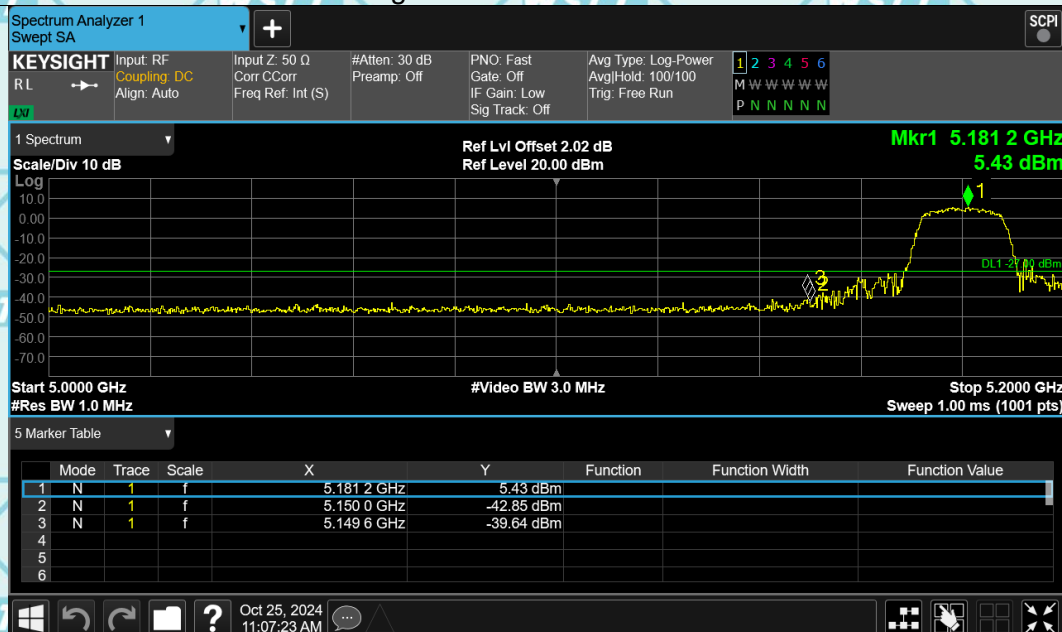 Spectrum Analyzer 1
Swept SA
+
SCPI
KEYSIGHT
R L
LXI
Input: RF
Coupling: DC
Align: Auto
Input Z: 50 Ω
Corr CCorr
Freq Ref: Int (S)
#Atten: 30 dB
Preamp: Off
PNO: Fast
Gate: Off
IF Gain: Low
Sig Track: Off
Avg Type: Log-Power
Avg|Hold: 100/100
Trig: Free Run
1 2 3 4 5 6
M W W W W W
P N N N N N
1 Spectrum
Scale/Div 10 dB
Ref Lvl Offset 2.02 dB
Ref Level 20.00 dBm
Mkr1 5.181 2 GHz
5.43 dBm
Log
10.0
0.00
-10.0
-20.0
-30.0
-40.0
-50.0
-60.0
-70.0
1
2
DL1 -27.00 dBm
Start 5.0000 GHz
#Video BW 3.0 MHz
Stop 5.2000 GHz
#Res BW 1.0 MHz
Sweep 1.00 ms (1001 pts)
5 Marker Table
Mode Trace Scale X Y Function Function Width Function Value
1 N 1 f 5.181 2 GHz 5.43 dBm
2 N 1 f 5.150 0 GHz -42.85 dBm
3 N 1 f 5.149 6 GHz -39.64 dBm
4
5
6
?
Oct 25, 2024
11:07:23 AM